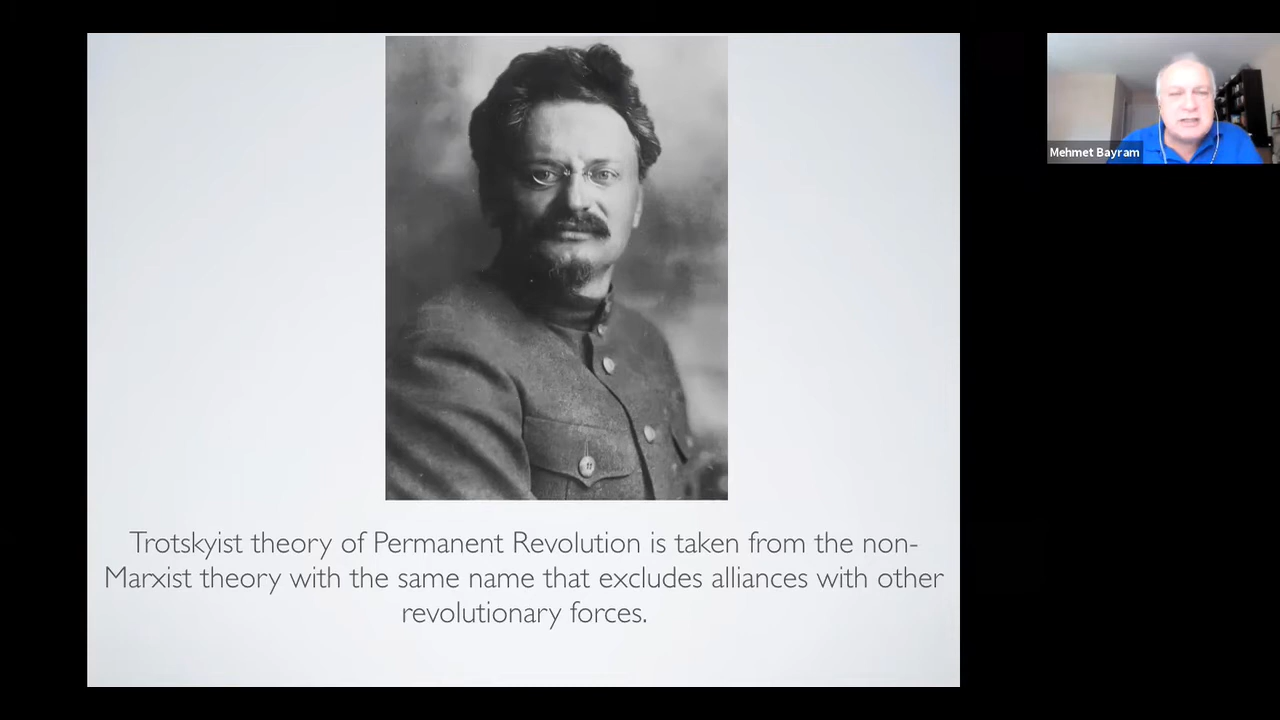 Trotskyist theory of Permanent Revolution is taken from the non-
Marxist theory with the same name that excludes alliances with other
revolutionary forces.
Mehmet Bayram